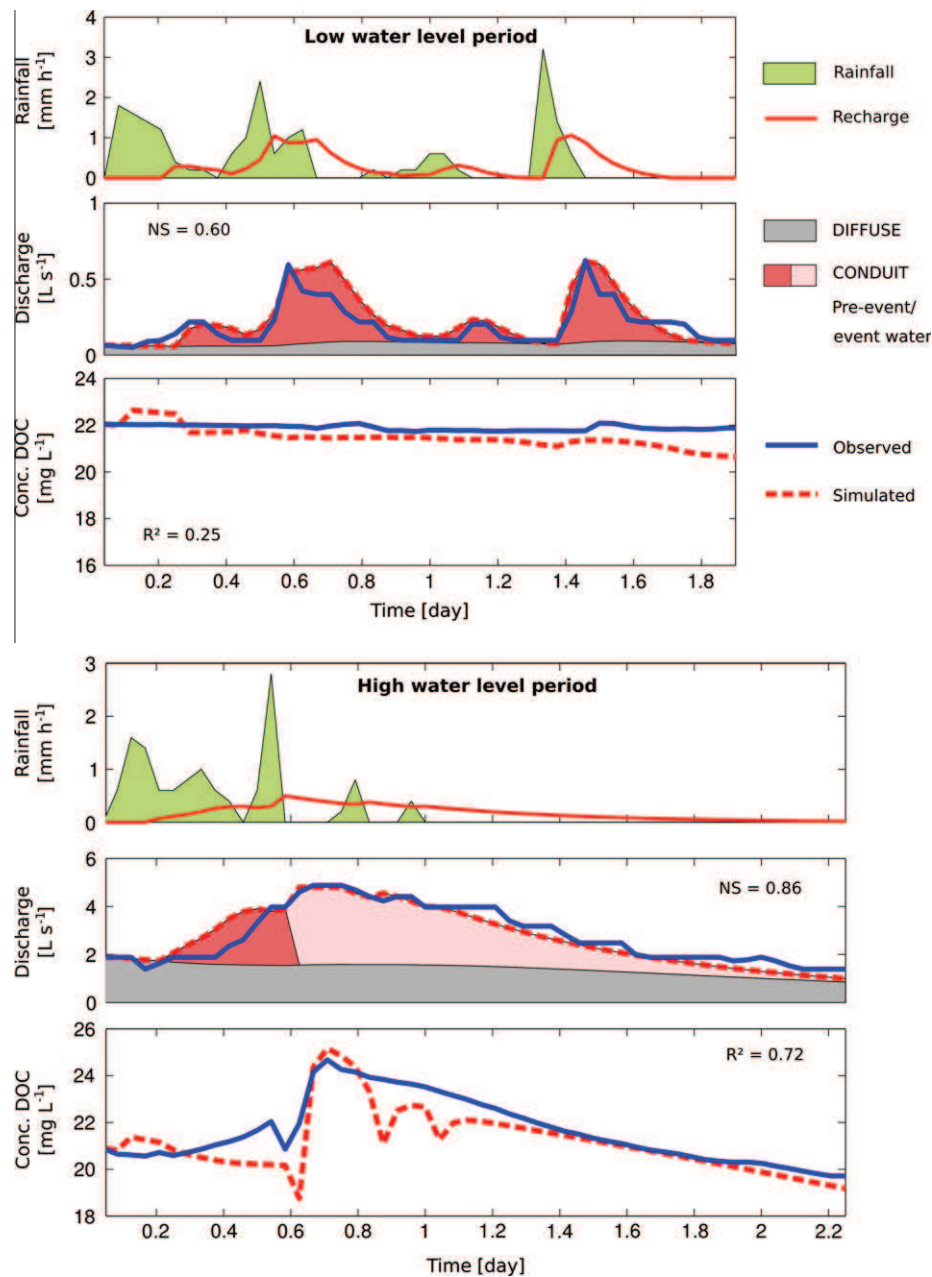 Low water level period
4
3
2
1
0
Rainfall
[mm h⁻¹]
Rainfall
Recharge
1
0.5
0
Discharge
[L s⁻¹]
NS = 0.60
DIFFUSE
CONDUIT
Pre-event/
event water
24
22
20
18
16
Conc. DOC
[mg L⁻¹]
R² = 0.25
Observed
Simulated
0.2 0.4 0.6 0.8 1 1.2 1.4 1.6 1.8
Time [day]
High water level period
3
2
1
0
Rainfall
[mm h⁻¹]
6
4
2
0
Discharge
[L s⁻¹]
NS = 0.86
26
24
22
20
18
Conc. DOC
[mg L⁻¹]
R² = 0.72
0.2 0.4 0.6 0.8 1 1.2 1.4 1.6 1.8 2 2.2
Time [day]